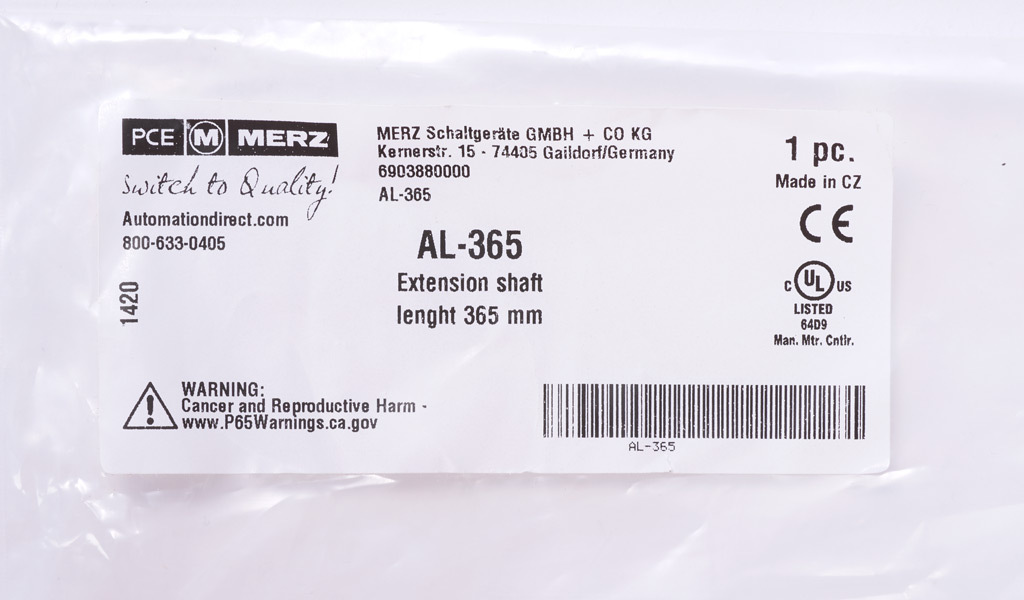 PCE M MERZ
Switch to Quality!
Automationdirect.com
800-633-0405
1420
MERZ Schaltgeräte GMBH + CO KG
Kernerstr. 15 - 74405 Gaildorf/Germany
6903880000
AL-365
AL-365
Extension shaft
lenght 365 mm
1 pc.
Made in CZ
CE
C UL US
LISTED
64D9
Man. Mtr. Cntlr.
WARNING:
Cancer and Reproductive Harm -
www.P65Warnings.ca.gov
AL-365